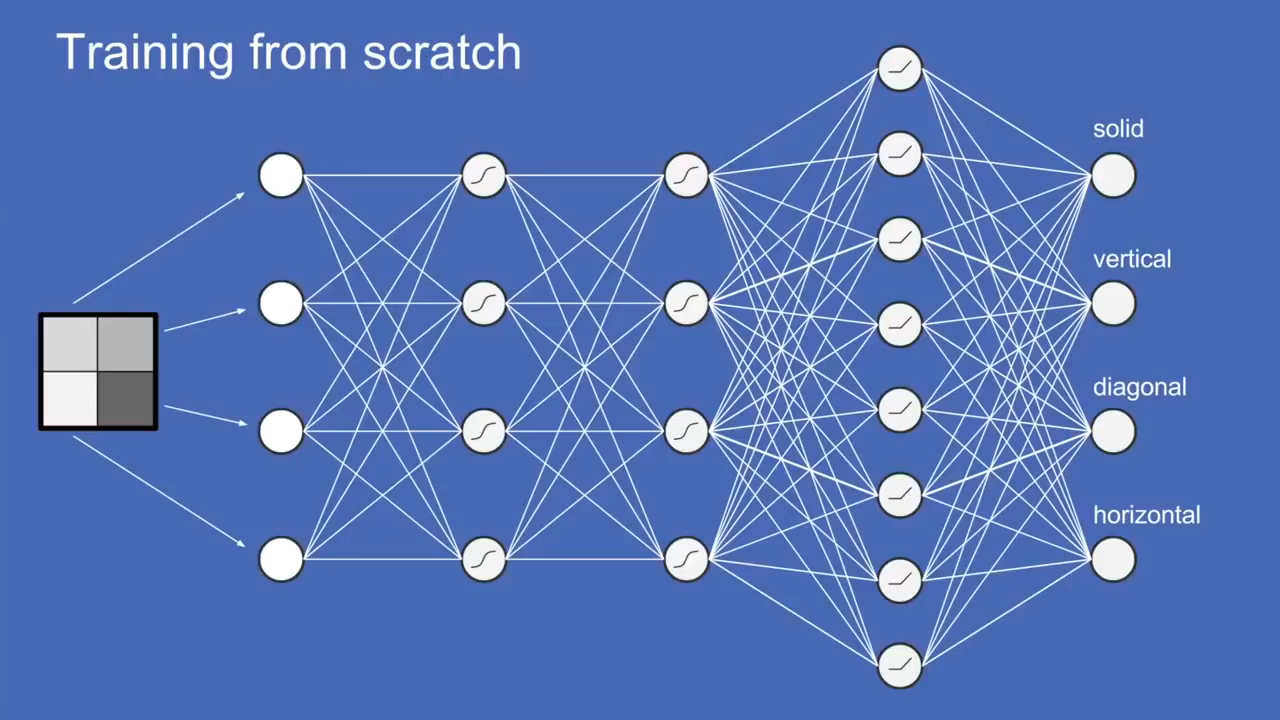 Training from scratch
solid
vertical
diagonal
horizontal